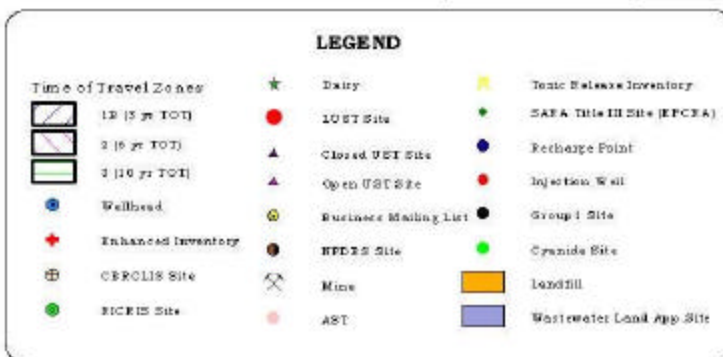 LEGEND
Time of Travel Zones
1B (3 yr TOT)
2 (6 yr TOT)
3 (10 yr TOT)
Wellhead
Enhanced Inventory
CERCLIS Site
RICRIS Site
Dairy
LUST Site
Closed UST Site
Open UST Site
Business Mailing List
NPDES Site
Mine
AST
Toxic Release Inventory
SARA Title III Site (EPCRA)
Recharge Point
Injection Well
Group 1 Site
Cyanide Site
Landfill
Wastewater Land App. Site